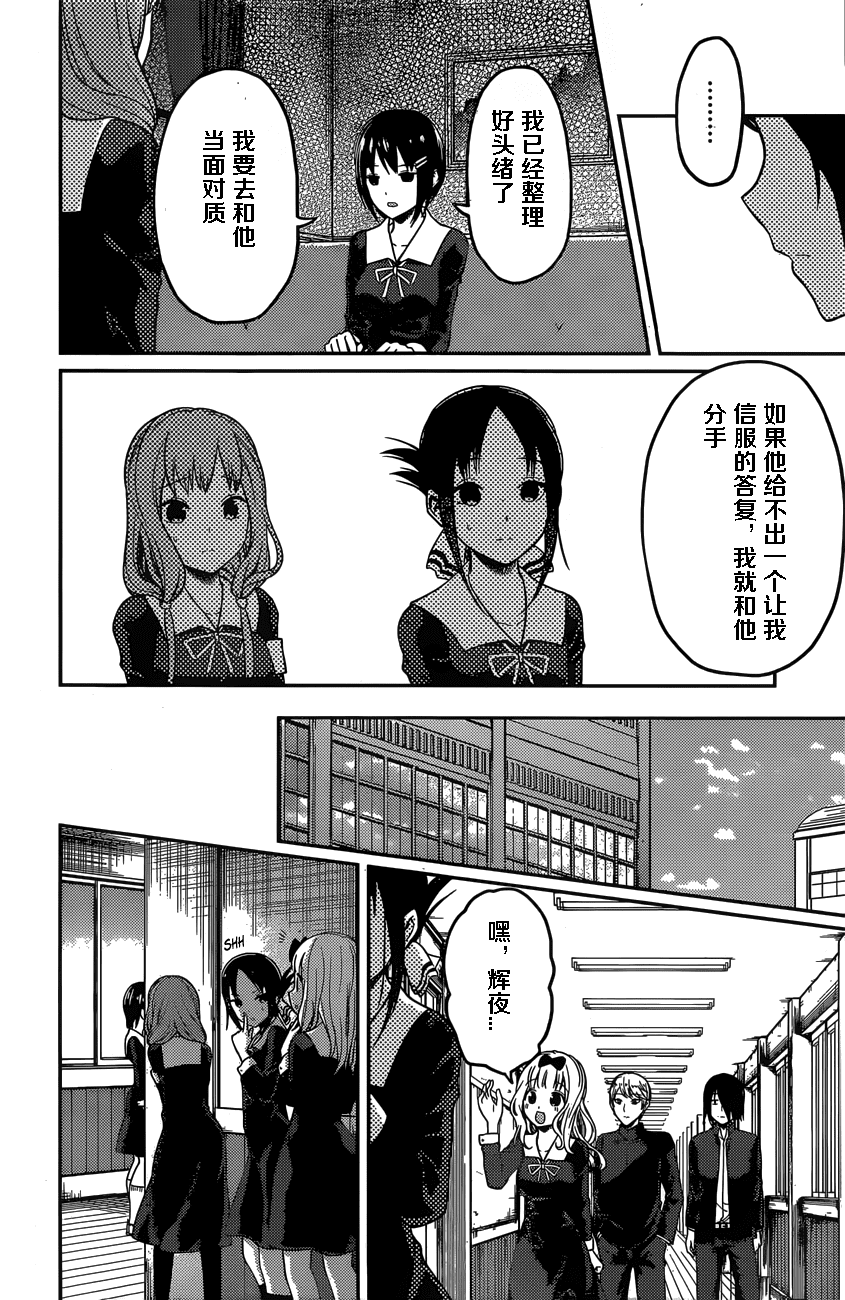 ………
我已经整理
好头绪了
我要去和他
当面对质
如果他给不出一个让我
信服的答复，我就和他
分手
嘿，辉夜…
SHH